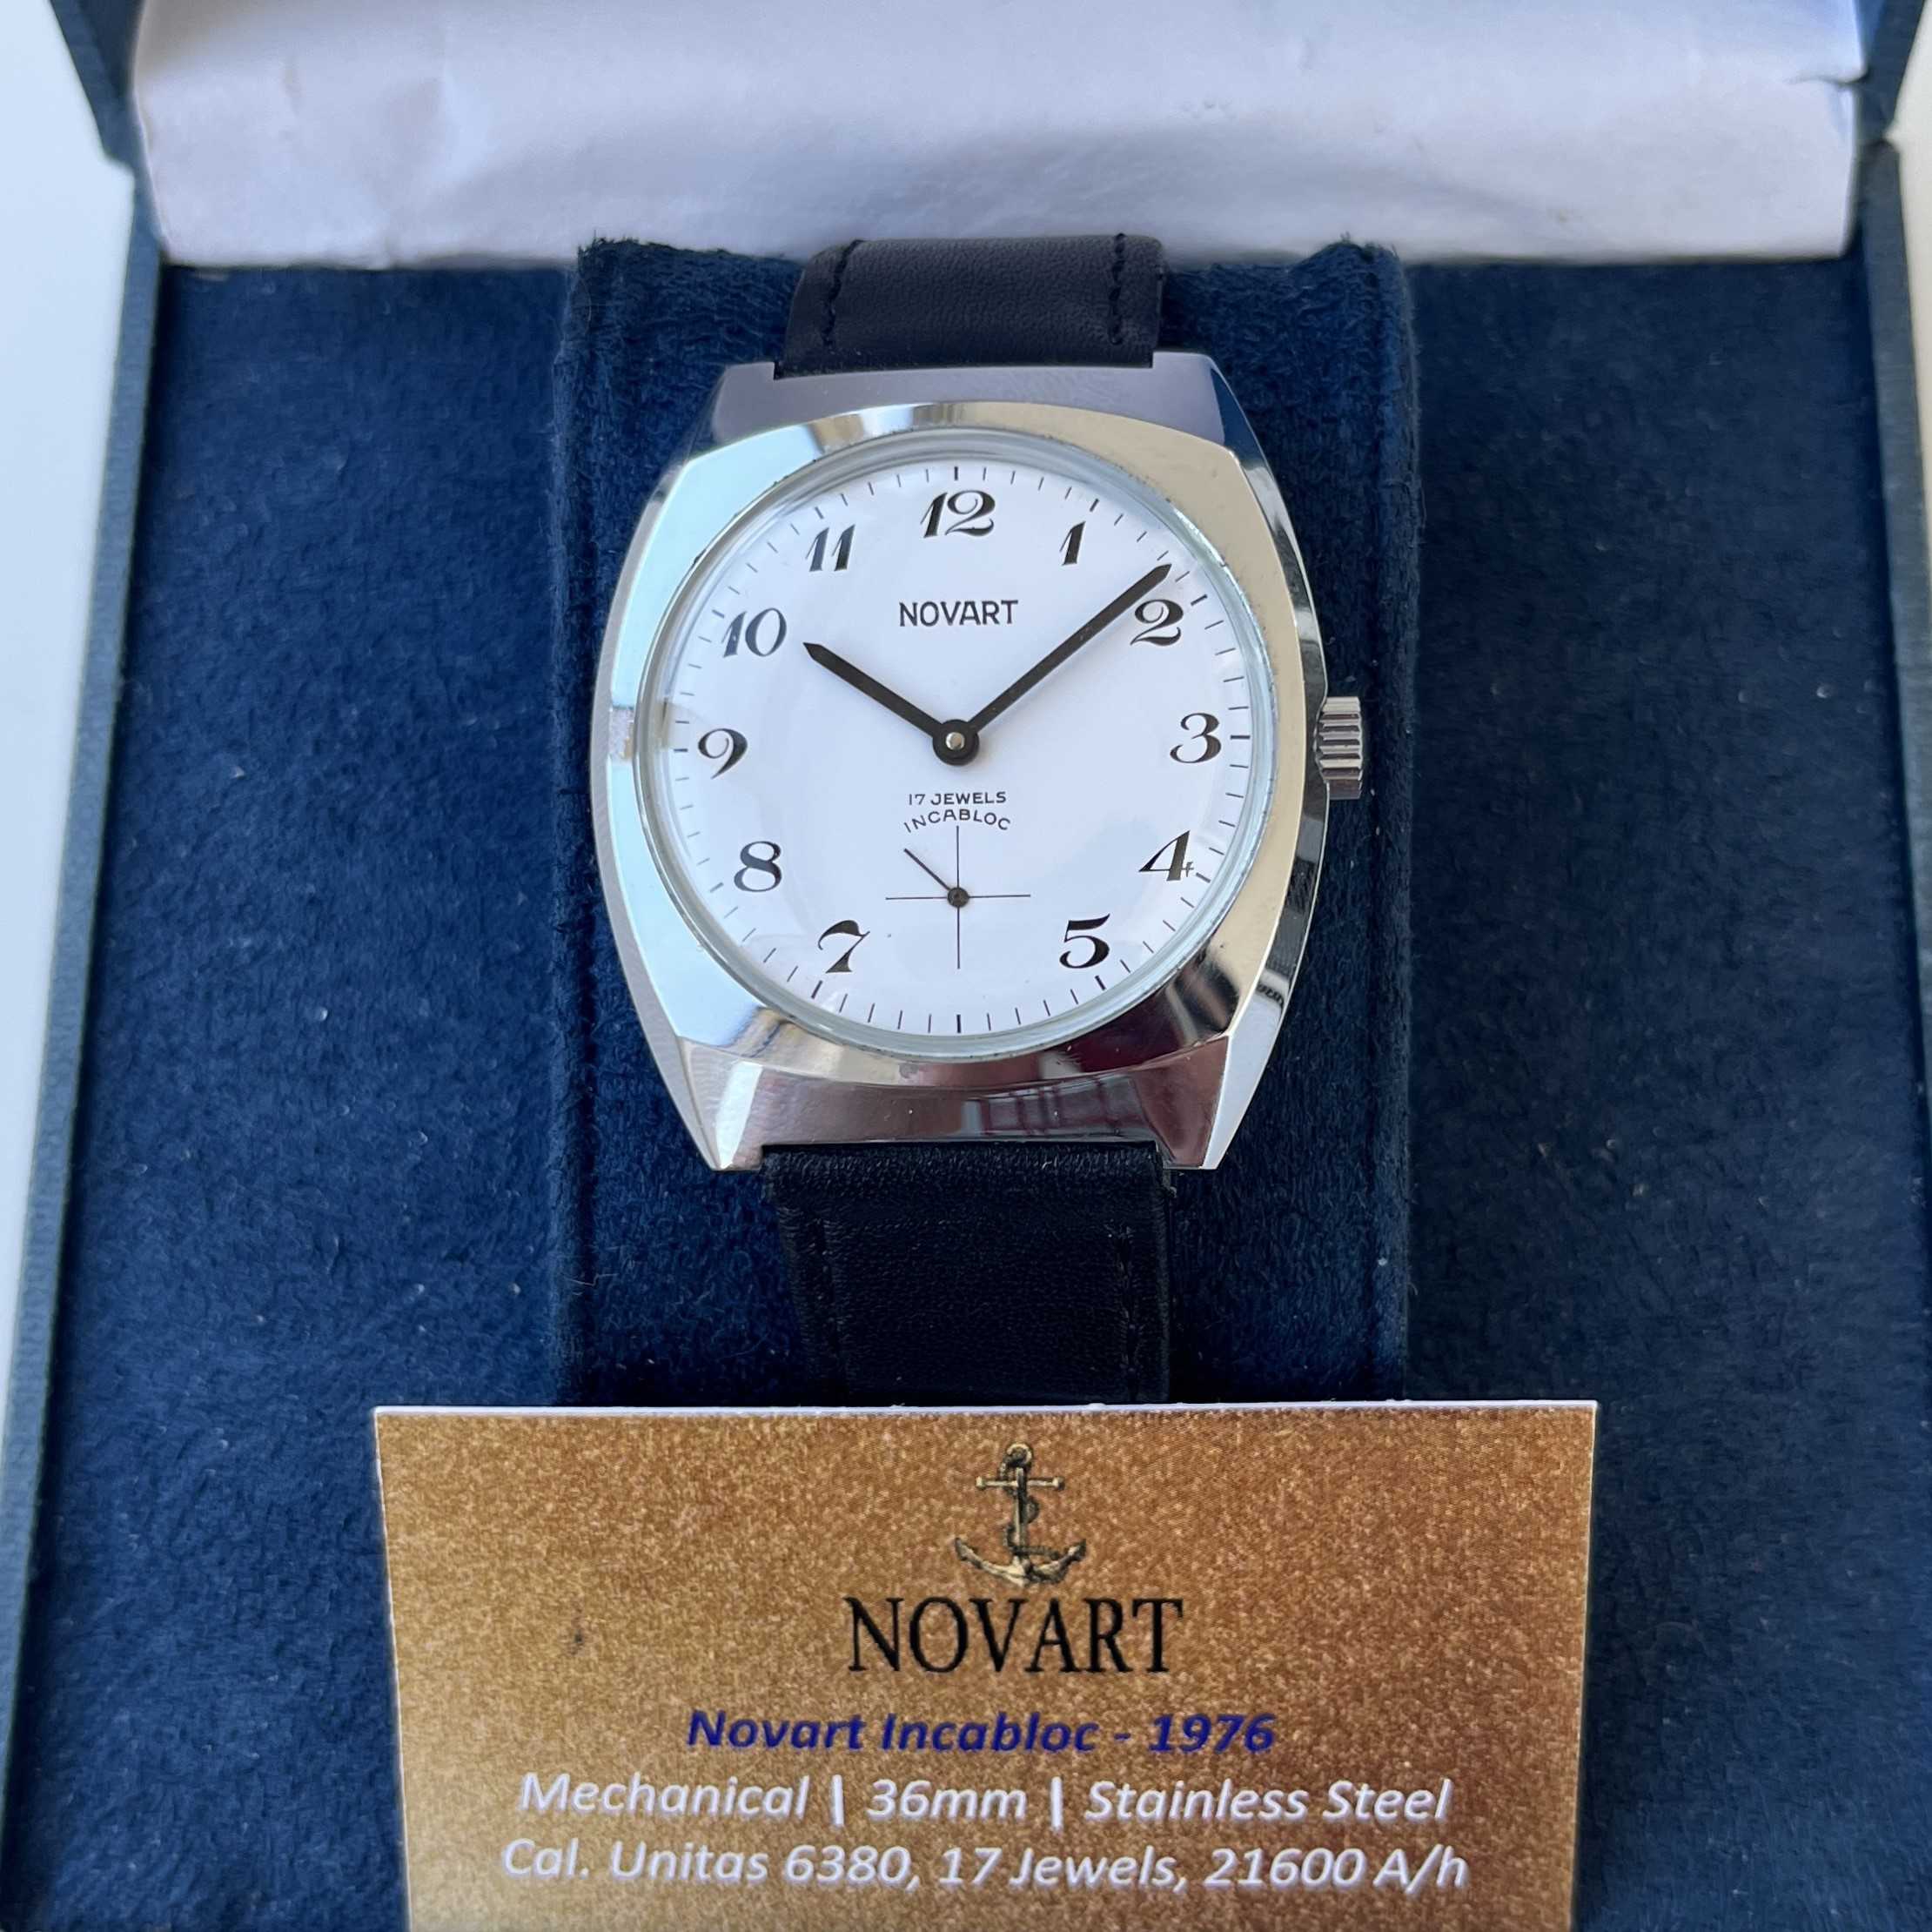 12
11
1
10
NOVART
2
9
3
17 JEWELS
INCABLOC
8
4
7
5
NOVART
Novart Incabloc - 1976
Mechanical | 36mm | Stainless Steel
Cal. Unitas 6380, 17 Jewels, 21600 A/h